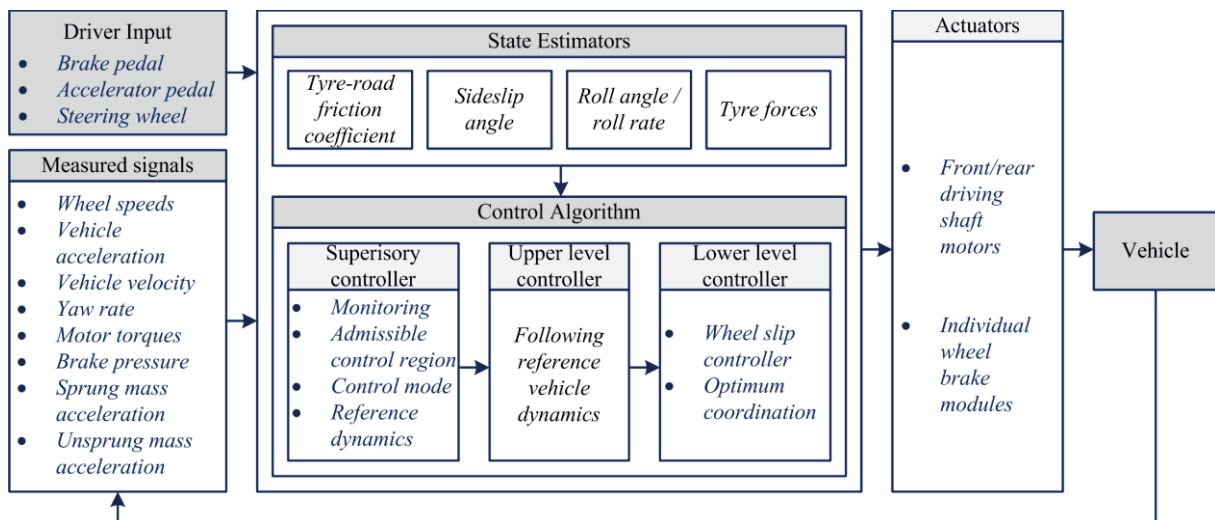 Driver Input
Brake pedal
Accelerator pedal
Steering wheel
Measured signals
• Wheel speeds
• Vehicle
acceleration
• Vehicle velocity
• Yaw rate
• Motor torques
• Brake pressure
• Sprung mass
acceleration
• Unsprung mass
acceleration
State Estimators
Tyre-road
friction
coefficient
Sideslip
angle
Roll angle /
roll rate
Tyre forces
Control Algorithm
Superisory
controller
• Monitoring
• Admissible
control region
• Control mode
• Reference
dynamics
Upper level
controller
Following
reference
vehicle
dynamics
Lower level
controller
• Wheel slip
controller
• Optimum
coordination
Actuators
• Front/rear
driving
shaft
motors
• Individual
wheel
brake
modules
Vehicle